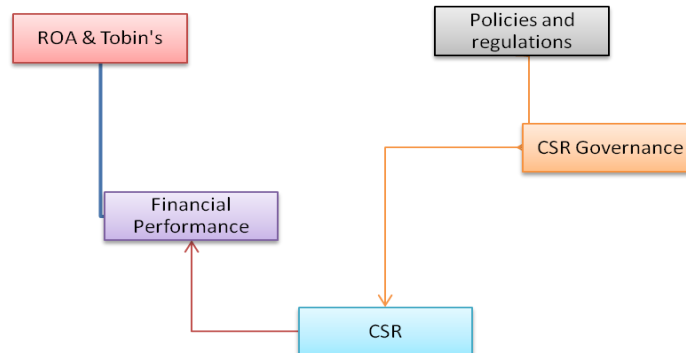 ROA & Tobin's
Policies and
regulations
CSR Governance
Financial
Performance
CSR